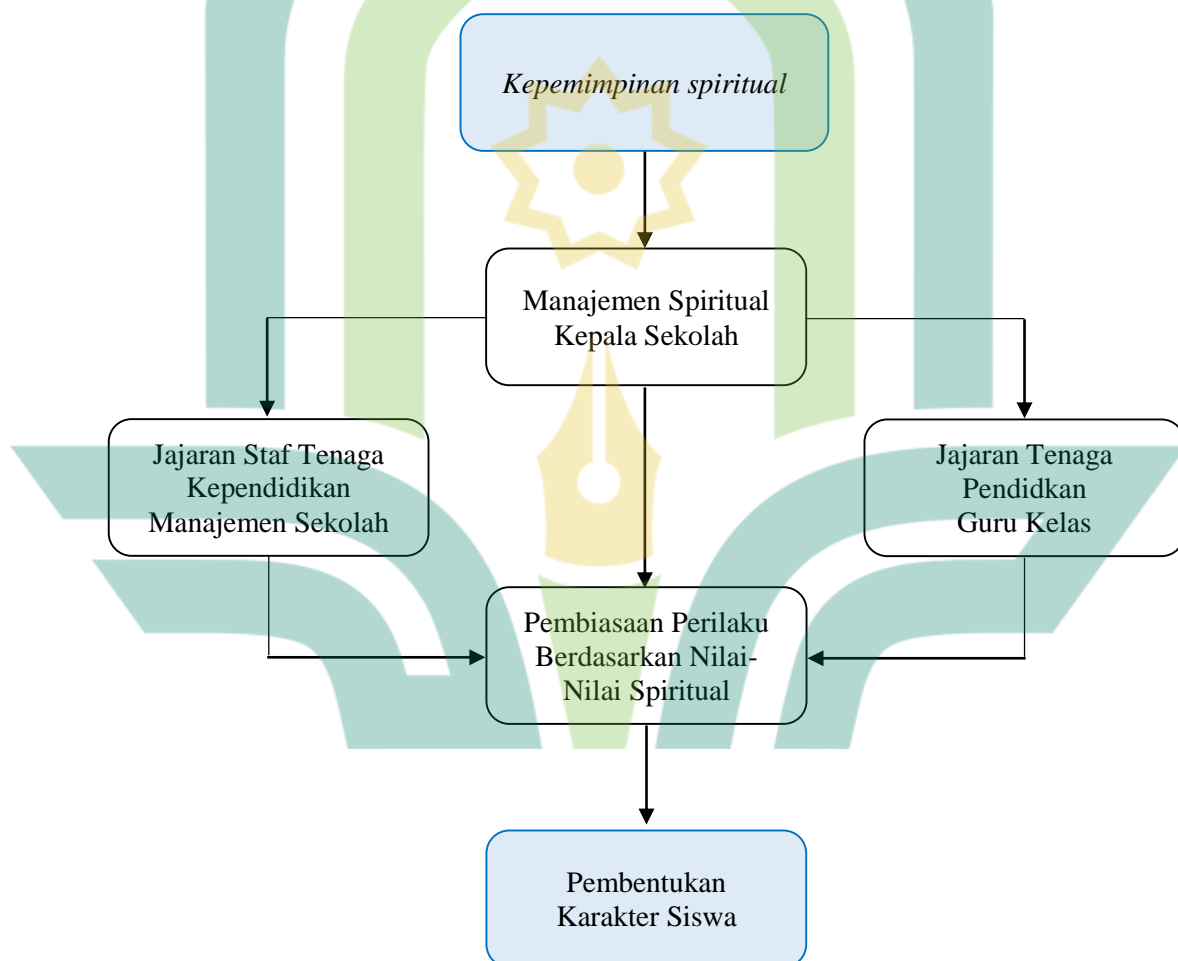 Kepemimpinan spiritual
Manajemen Spiritual
Kepala Sekolah
Jajaran Staf Tenaga
Kependidikan
Manajemen Sekolah
Jajaran Tenaga
Pendidkan
Guru Kelas
Pembiasaan Perilaku
Berdasarkan Nilai-
Nilai Spiritual
Pembentukan
Karakter Siswa